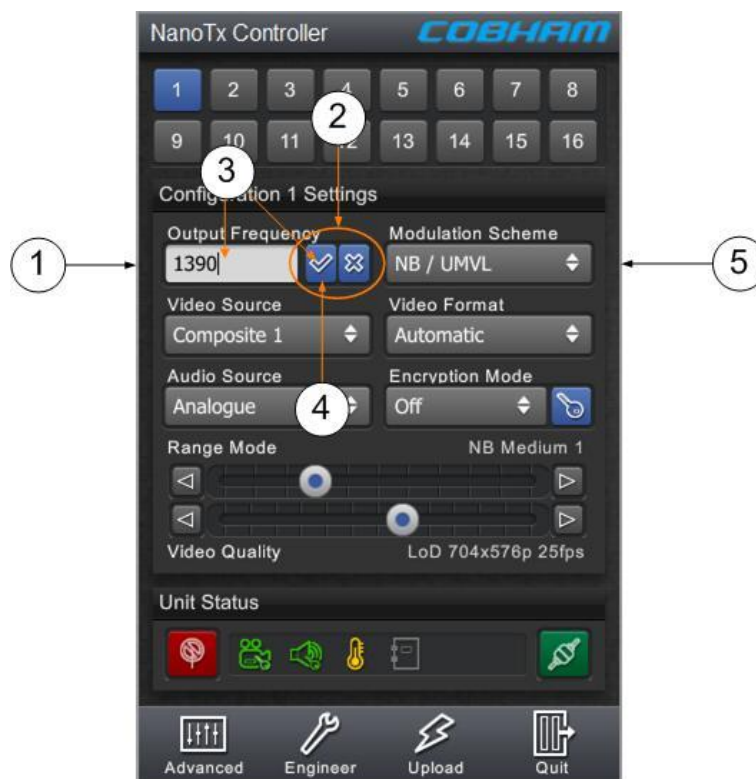 NanoTx Controller COBHAM
1 2 3 4 5 6 7 8
9 10 11 12 13 14 15 16
2
3
Configuration 1 Settings
Output Frequency Modulation Scheme
1 1390 NB / UMVL 5
Video Source Video Format
Composite 1 Automatic
Audio Source Encryption Mode
Analogue 4 Off
Range Mode NB Medium 1
Video Quality LoD 704x576p 25fps
Unit Status
Advanced Engineer Upload Quit